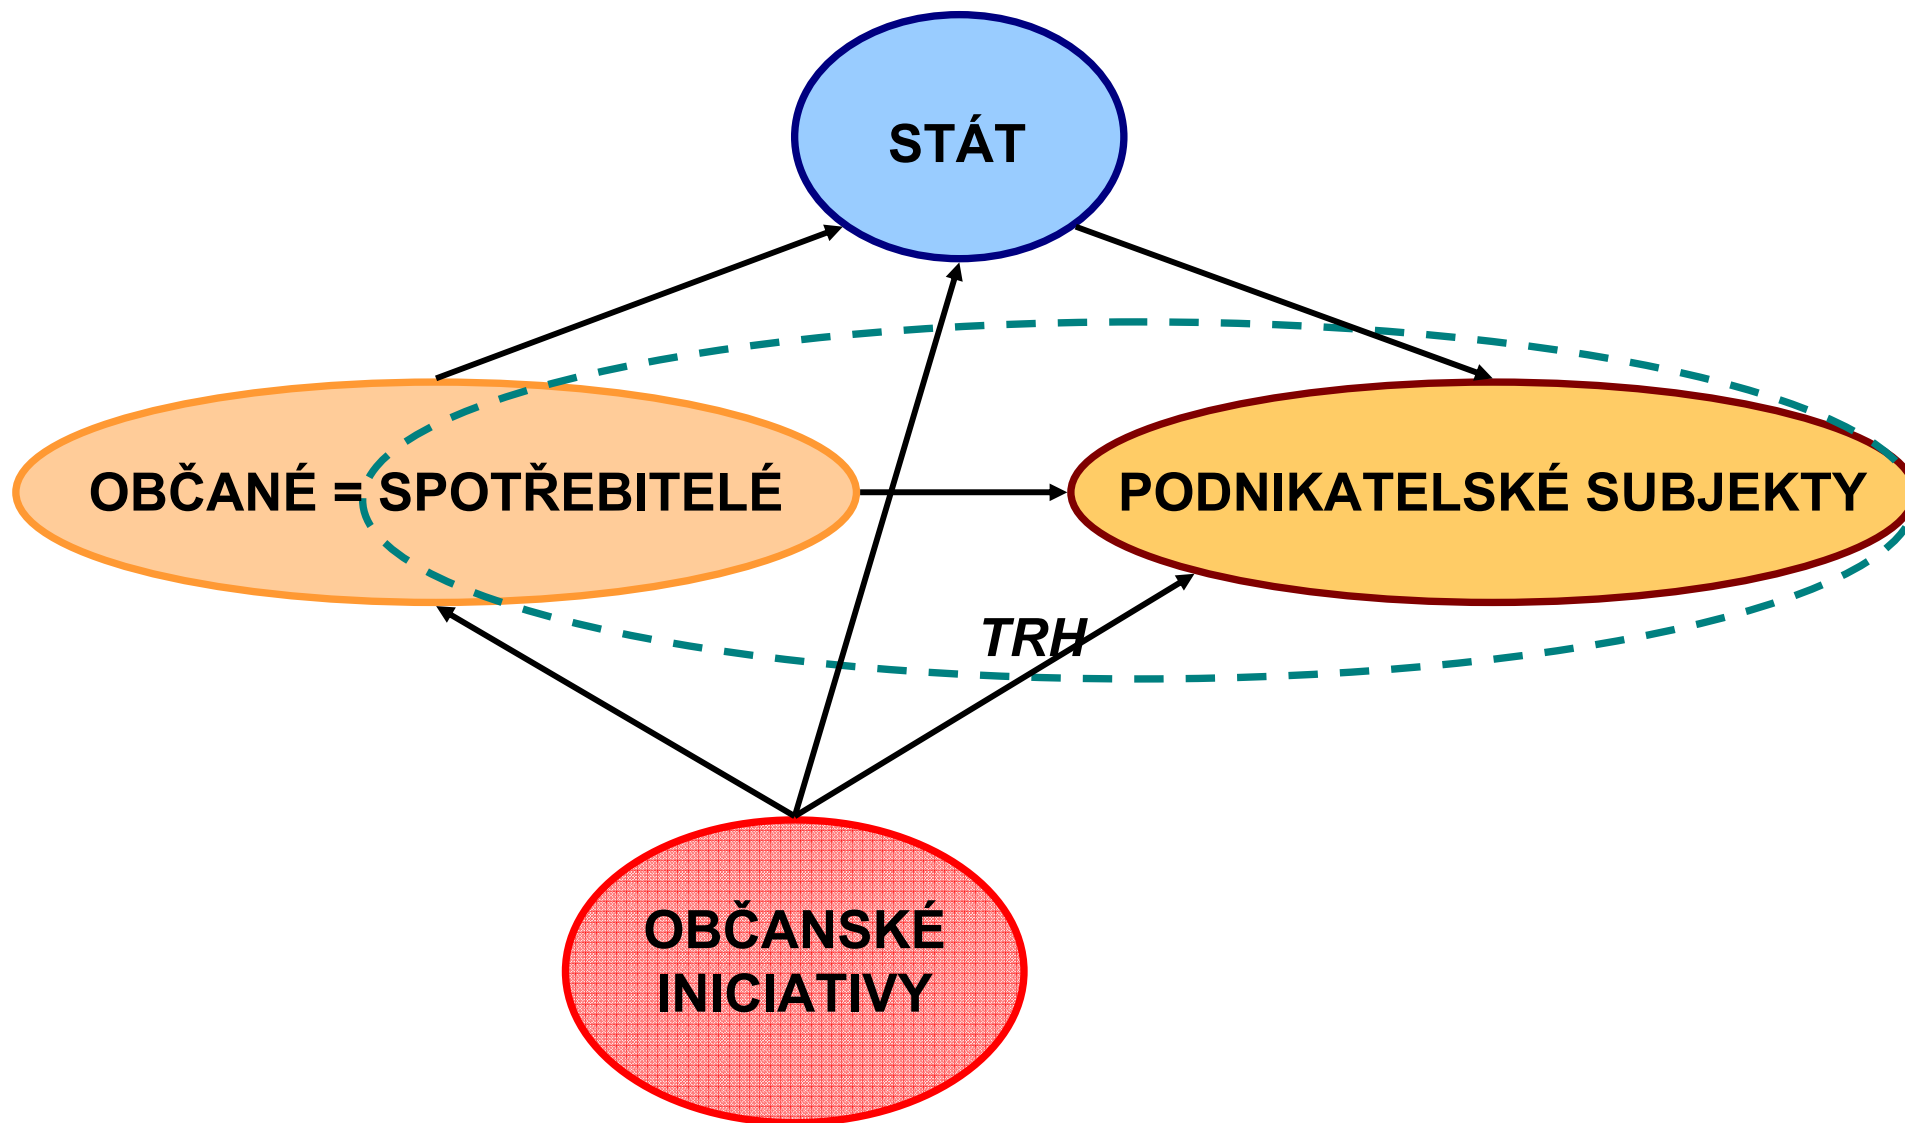 STÁT
OBČANÉ = SPOTŘEBITELÉ
PODNIKATELSKÉ SUBJEKTY
TRH
OBČANSKÉ
INICIATIVY